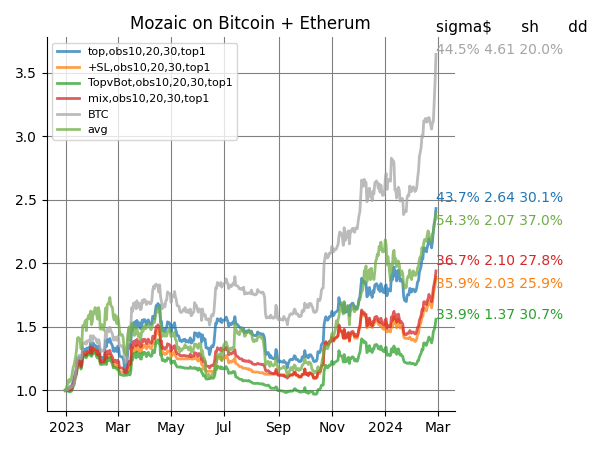 Mozaic on Bitcoin + Etherum
sigma$ sh dd
top,obs10,20,30,top1
+SL,obs10,20,30,top1
TopvBot,obs10,20,30,top1
mix,obs10,20,30,top1
BTC
avg
44.5% 4.61 20.0%
43.7% 2.64 30.1%
54.3% 2.07 37.0%
36.7% 2.10 27.8%
35.9% 2.03 25.9%
33.9% 1.37 30.7%
3.5
3.0
2.5
2.0
1.5
1.0
2023 Mar May Jul Sep Nov 2024 Mar